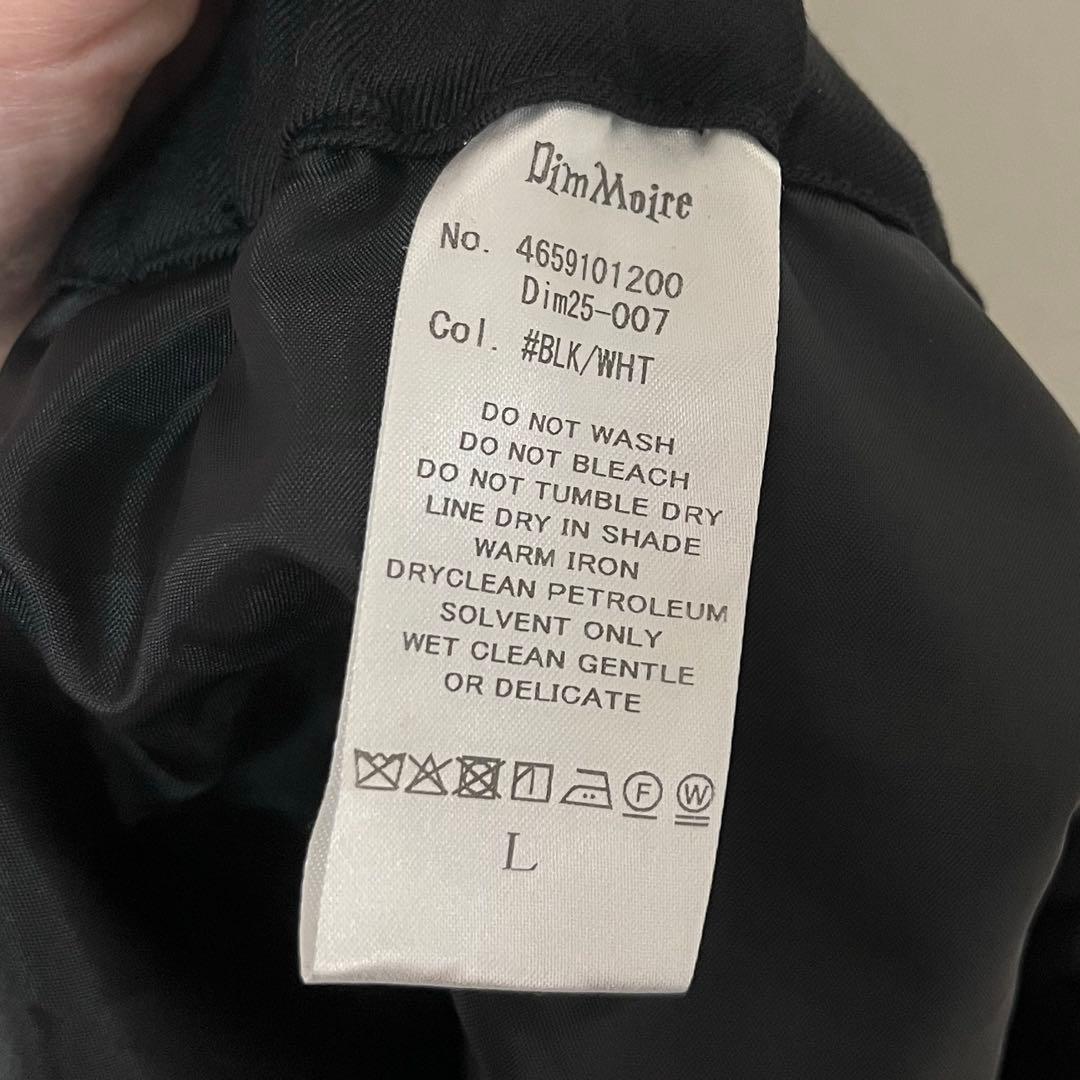 DimMoire
No. 4659101200
Dim25-007
Col. #BLK/WHT
DO NOT WASH
DO NOT BLEACH
DO NOT TUMBLE DRY
LINE DRY IN SHADE
WARM IRON
DRYCLEAN PETROLEUM
SOLVENT ONLY
WET CLEAN GENTLE
OR DELICATE
F W
L